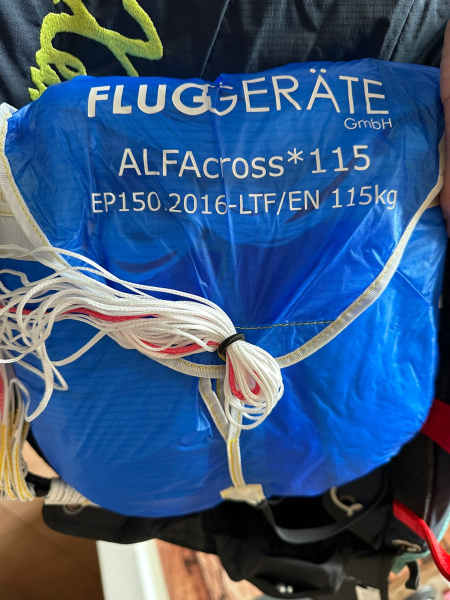 FLUGGERÄTE
GmbH
ALFAcross*115
EP150.2016-LTF/EN 115kg